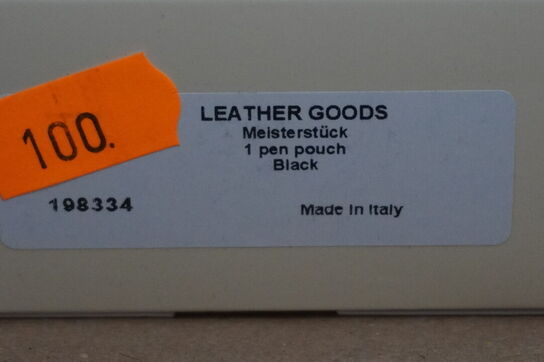 100.
LEATHER GOODS
Meisterstück
1 pen pouch
Black
198334 Made in Italy